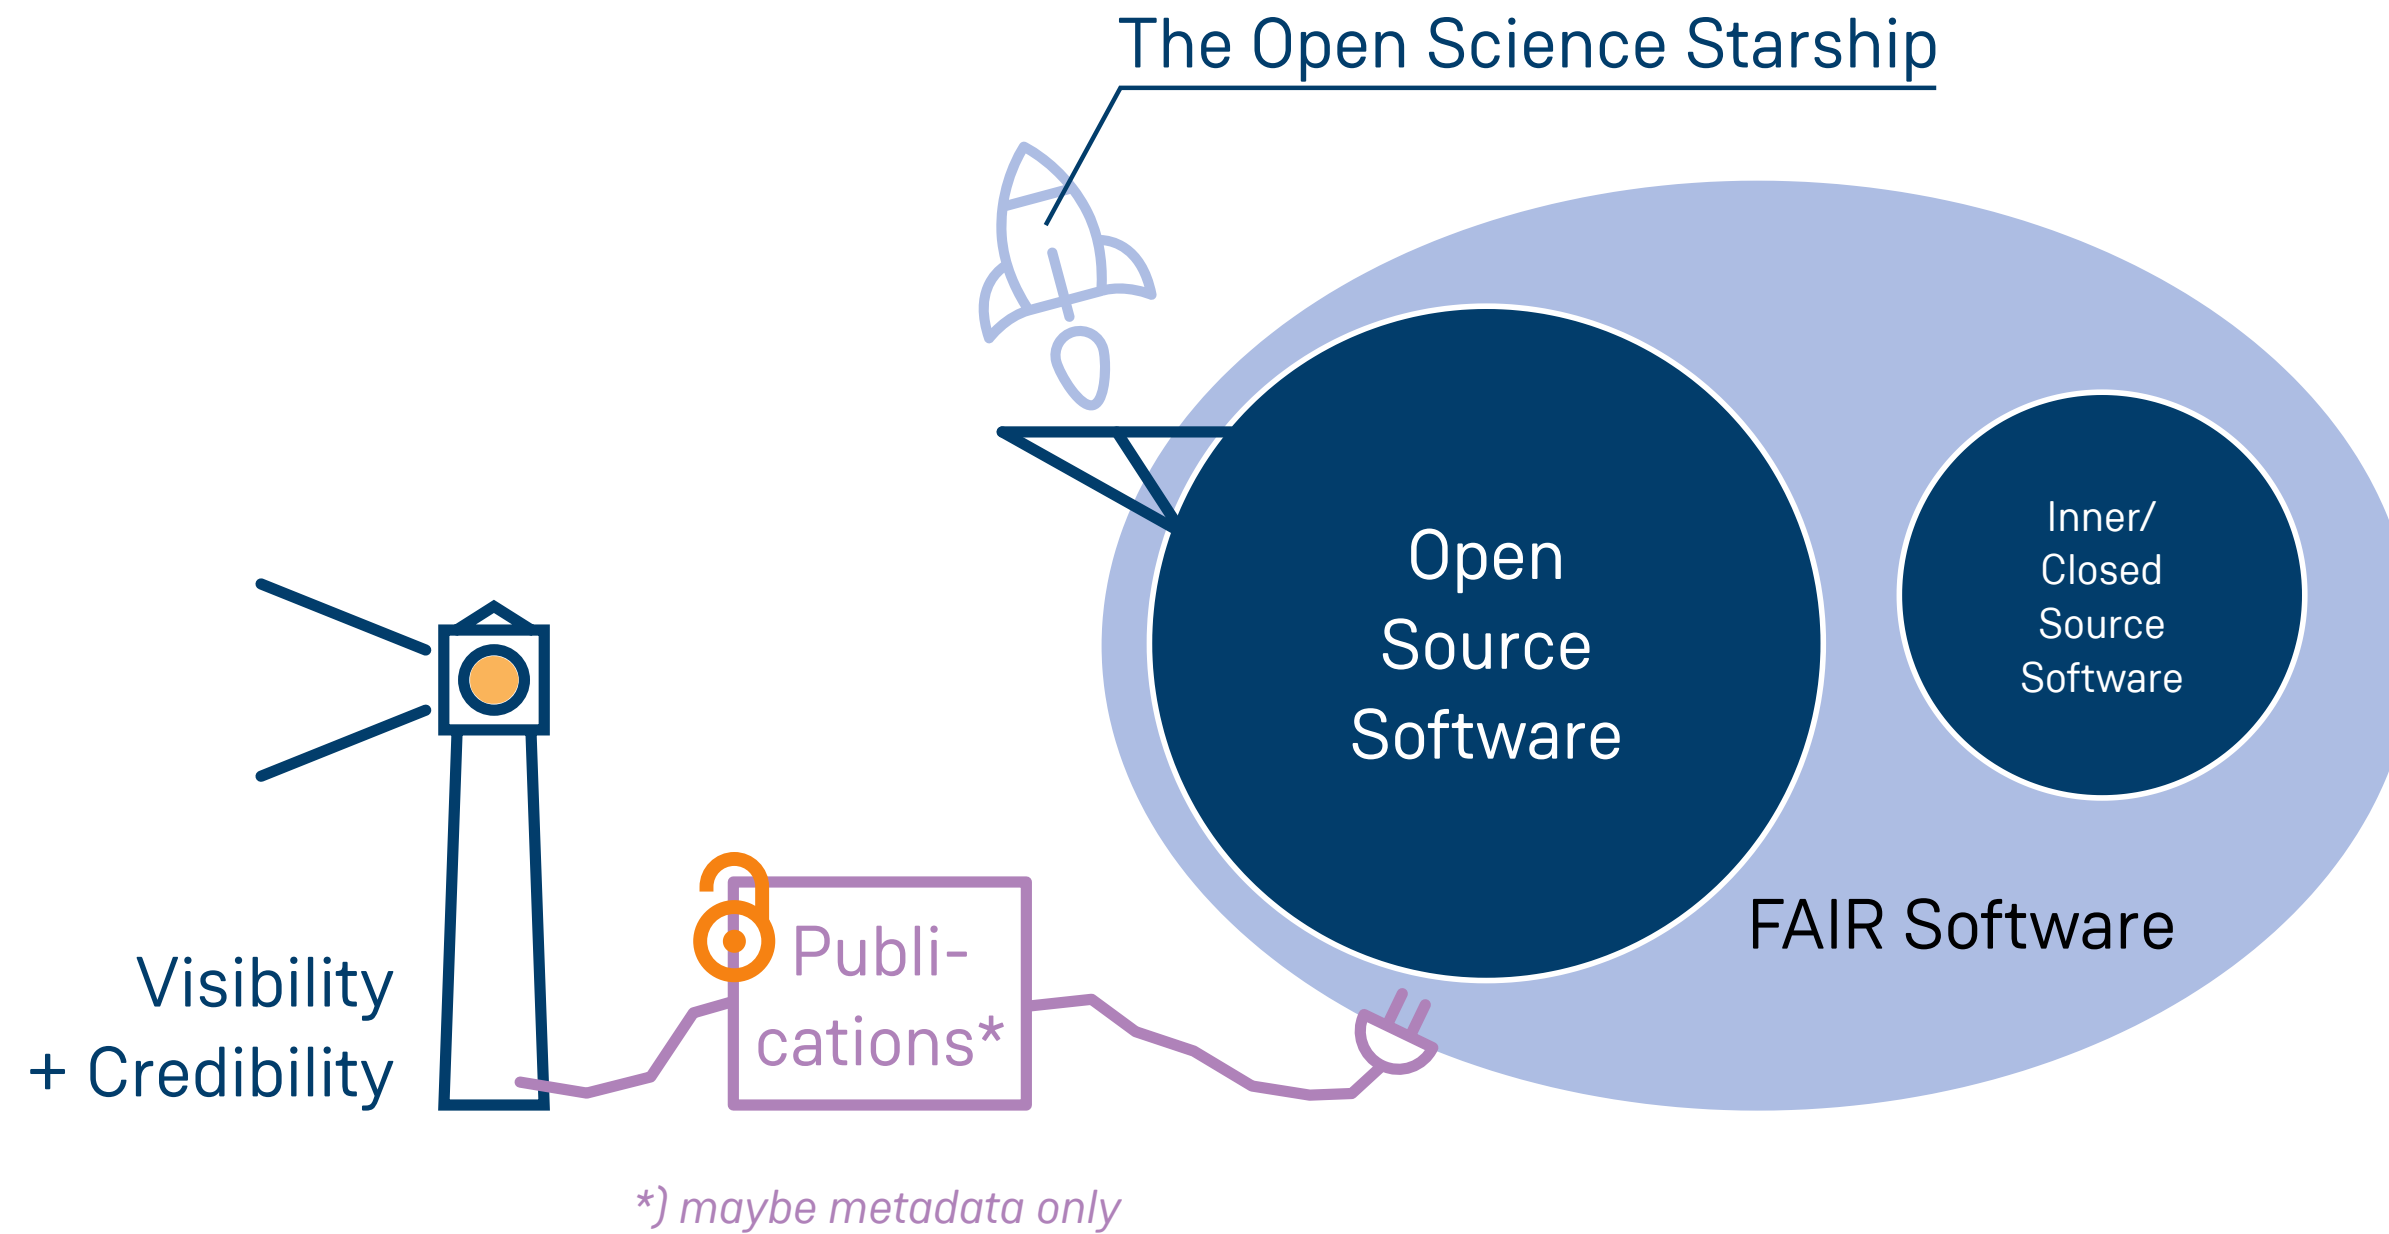 The Open Science Starship
Open
Source
Software
Inner/
Closed
Source
Software
FAIR Software
Visibility
+ Credibility
Publi-
cations*
*) maybe metadata only